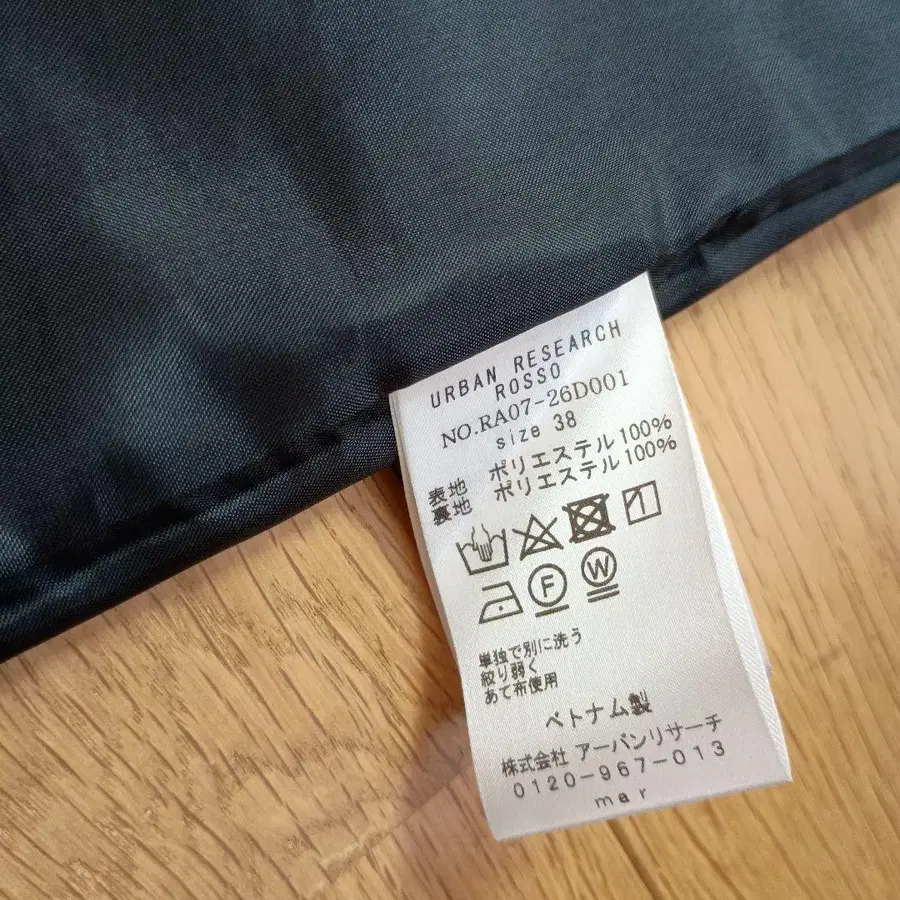 URBAN RESEARCH
ROSSO
NO.RA07-26D001
size 38
表地 ポリエステル100%
裏地 ポリエステル100%
F W
単独で別に洗う
絞り弱く
あて布使用
ベトナム製
株式会社 アーバンリサーチ
0120-967-013
mar